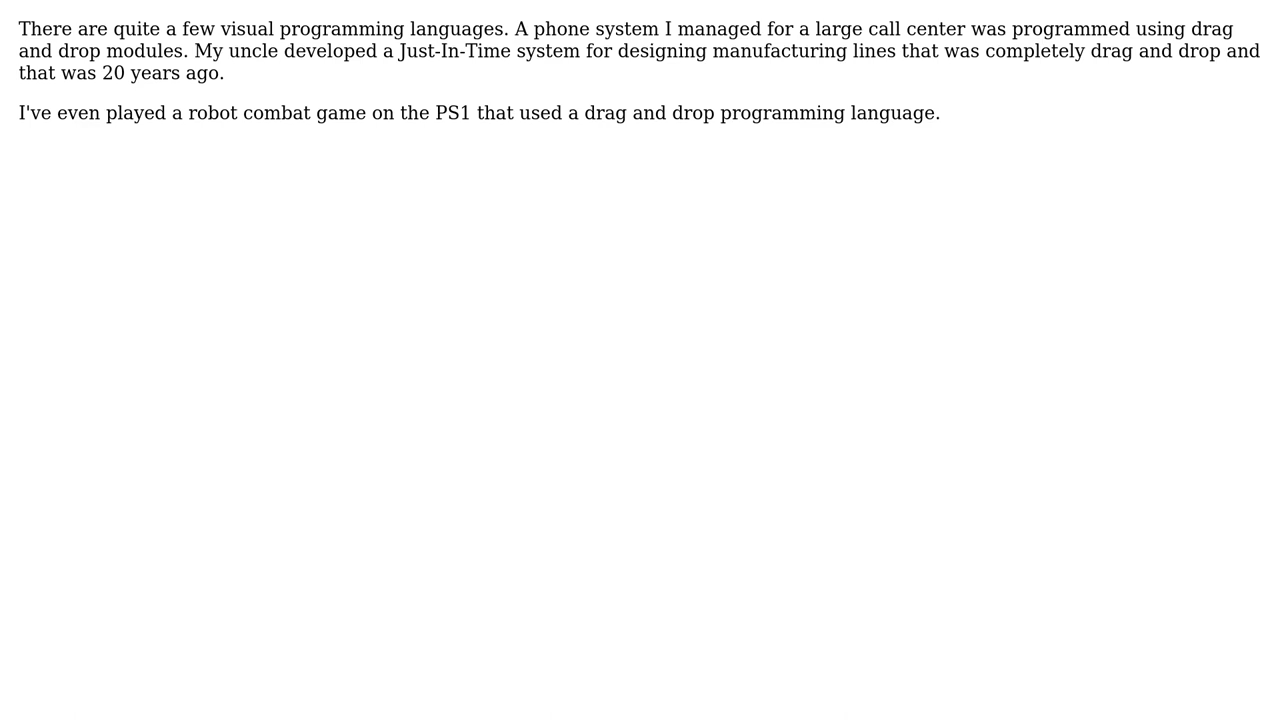 There are quite a few visual programming languages. A phone system I managed for a large call center was programmed using drag
and drop modules. My uncle developed a Just-In-Time system for designing manufacturing lines that was completely drag and drop and
that was 20 years ago.
I've even played a robot combat game on the PS1 that used a drag and drop programming language.